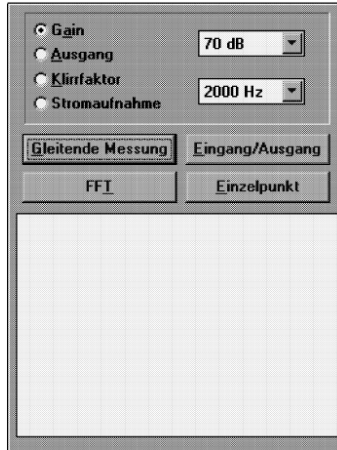 Gain
Ausgang
70 dB
Klirrfaktor
Stromaufnahme
2000 Hz
Gleitende Messung
Eingang/Ausgang
FFT
Einzelpunkt